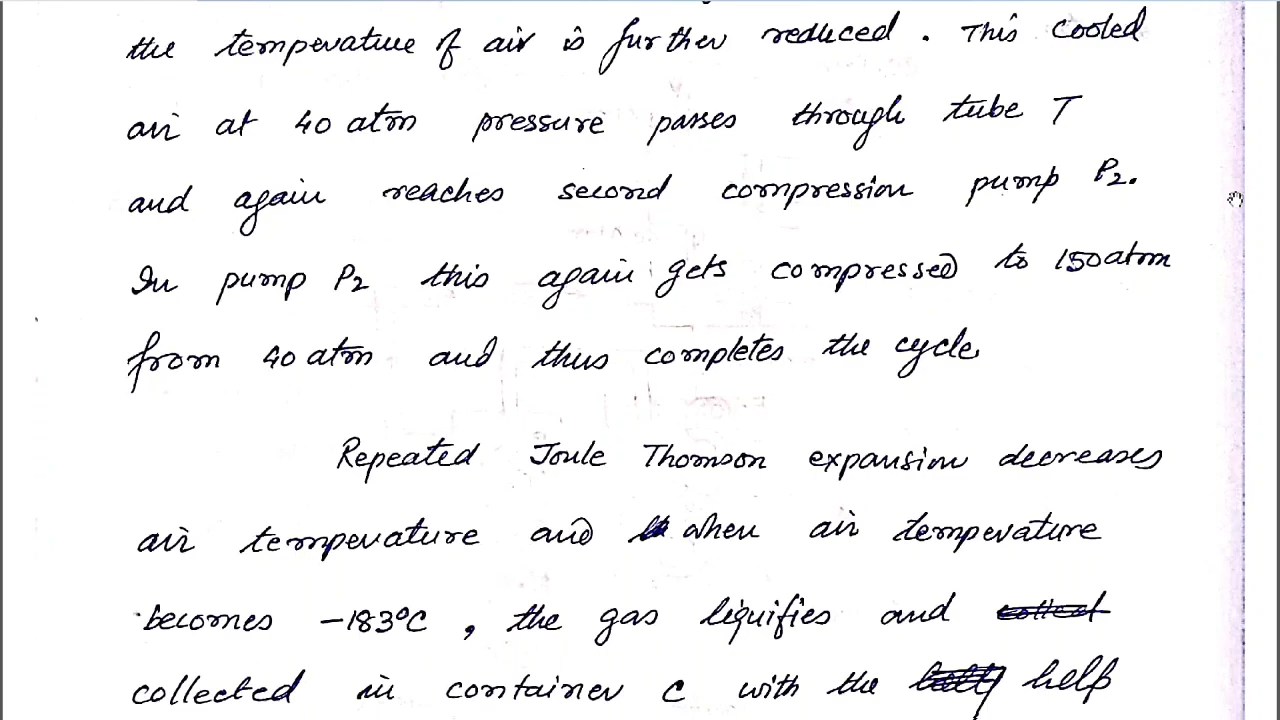 the temperature of air is further reduced. This cooled
air at 40 atm pressure passes through tube T
and again reaches second compression pump P2.
In pump P2 this again gets compressed to 150 atm
from 40 atm and thus completes the cycle.
Repeated Joule Thomson expansion decreases
air temperature and when air temperature
becomes -183°C, the gas liquifies and
collected in container C with the help